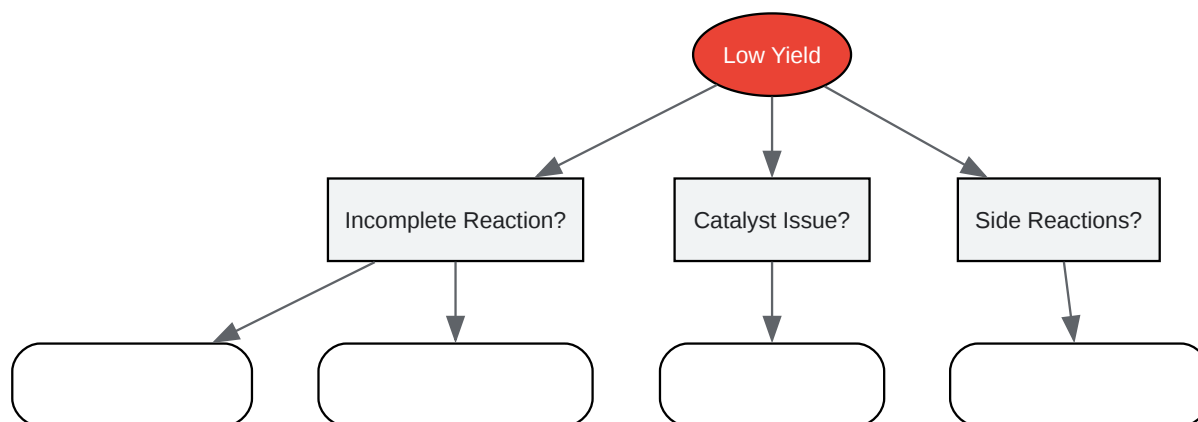 Low Yield
Incomplete Reaction?
Catalyst Issue?
Side Reactions?